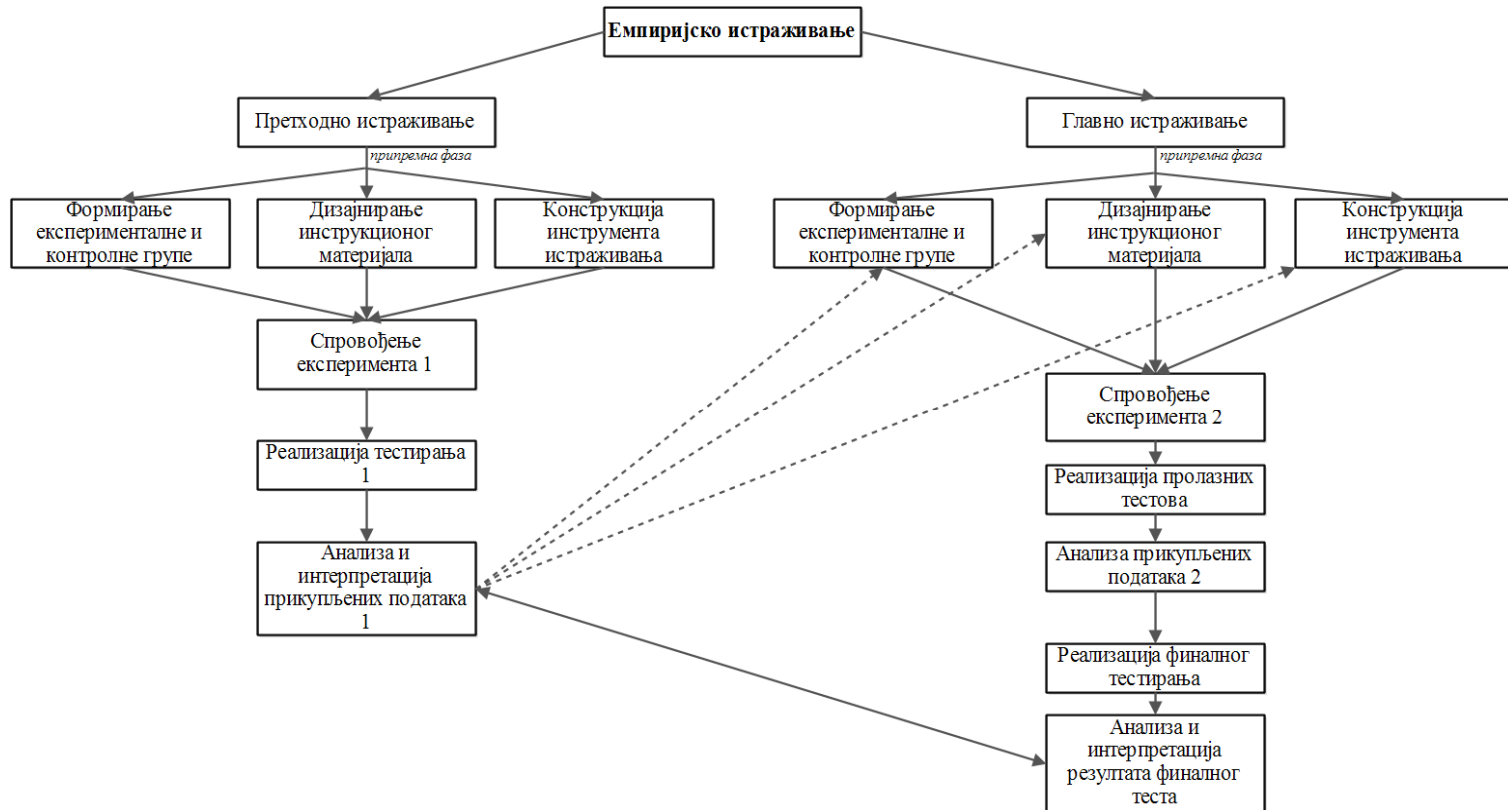 Емпиријско истраживање
Претходно истраживање
припремна фаза
Формирање
експерименталне и
контролне групе
Дизајнирање
инструкционог
материјала
Конструкција
инструмента
истраживања
Спровођење
експеримента 1
Реализација тестирања
1
Анализа и
интерпретација
прикупљених података
1
Главно истраживање
припремна фаза
Формирање
експерименталне и
контролне групе
Дизајнирање
инструкционог
материјала
Конструкција
инструмента
истраживања
Спровођење
експеримента 2
Реализација пролазних
тестова
Анализа прикупљених
података 2
Реализација финалног
тестирања
Анализа и
интерпретација
резултата финалног
теста